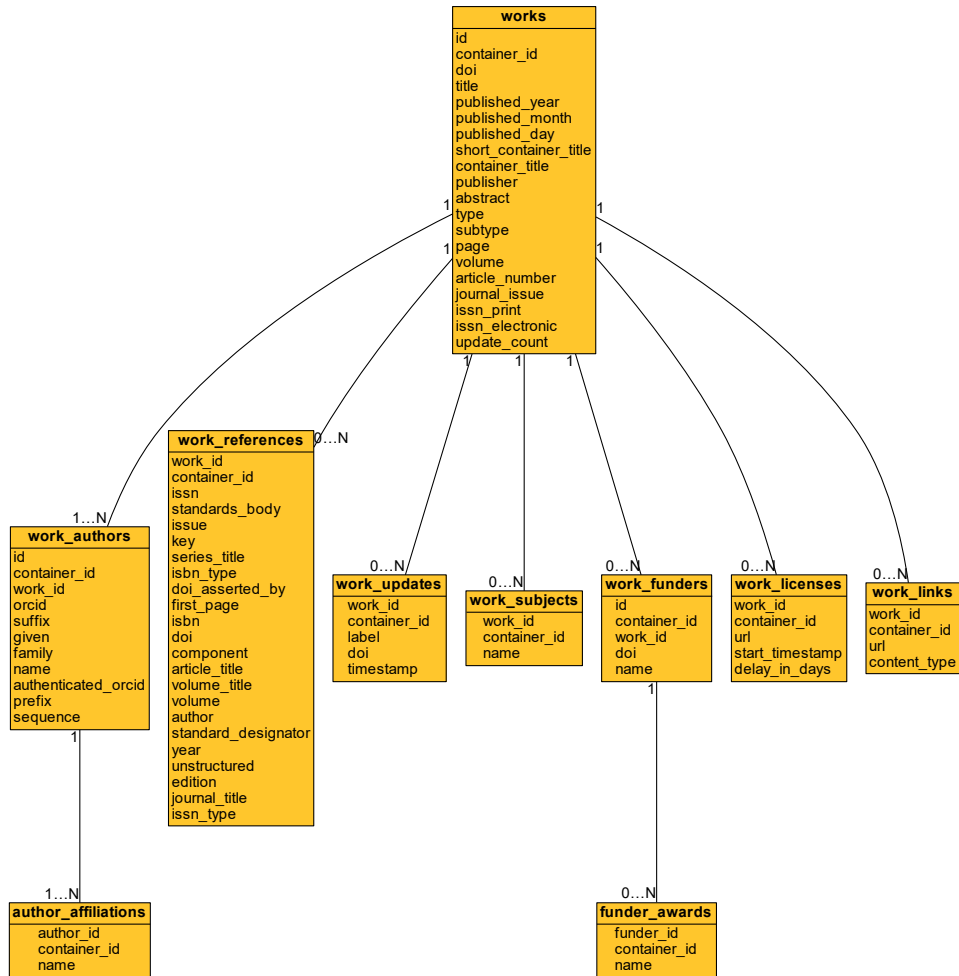 works
id
container_id
doi
title
published_year
published_month
published_day
short_container_title
container_title
publisher
abstract
type
subtype
page
volume
article_number
journal_issue
issn_print
issn_electronic
update_count
1
1
1
1
1
1
1
1...N
0...N
0...N
0...N
0...N
0...N
0...N
work_authors
id
container_id
work_id
orcid
suffix
given
family
name
authenticated_orcid
prefix
sequence
1
work_references
work_id
container_id
issn
standards_body
issue
key
series_title
isbn_type
doi_asserted_by
first_page
isbn
doi
component
article_title
volume_title
volume
author
standard_designator
year
unstructured
edition
journal_title
issn_type
work_updates
work_id
container_id
label
doi
timestamp
work_subjects
work_id
container_id
name
work_funders
id
container_id
work_id
doi
name
1
work_licenses
work_id
container_id
url
start_timestamp
delay_in_days
work_links
work_id
container_id
url
content_type
1...N
author_affiliations
author_id
container_id
name
0...N
funder_awards
funder_id
container_id
name